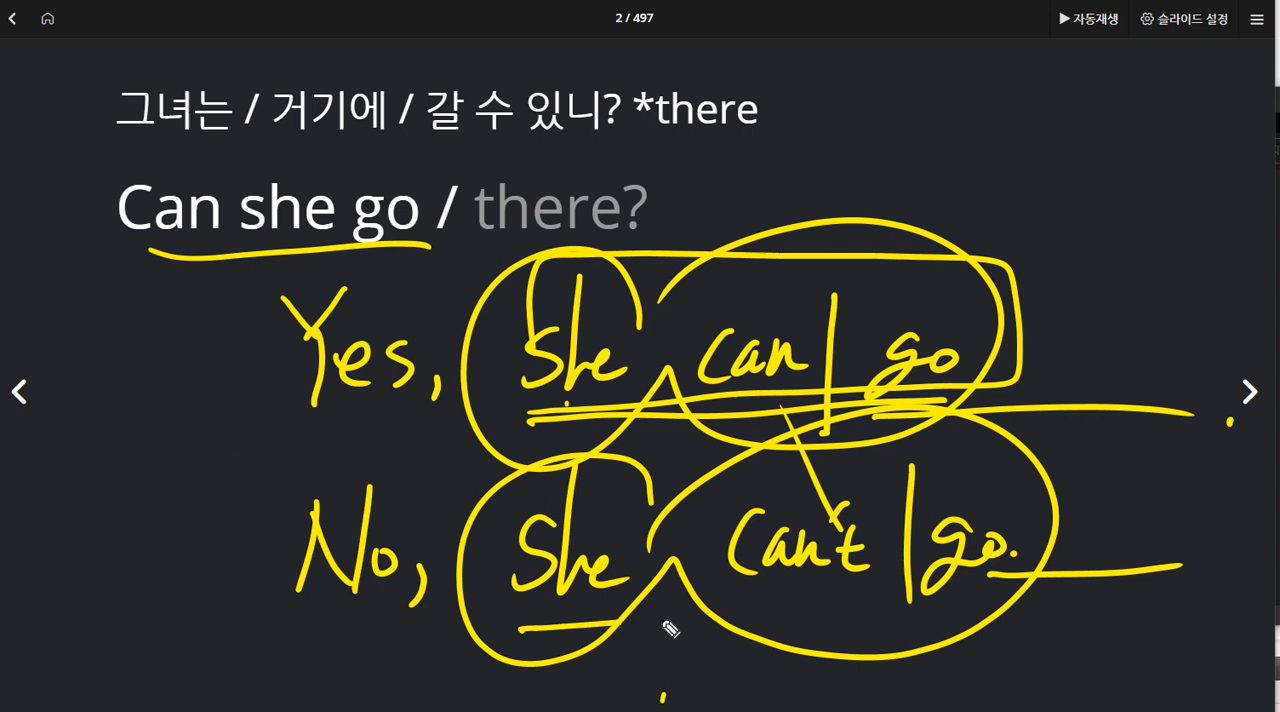 2 / 497
자동재생
슬라이드 설정
그녀는 / 거기에 / 갈 수 있니? *there
Can she go / there?
Yes, She can go
No, She can't go.